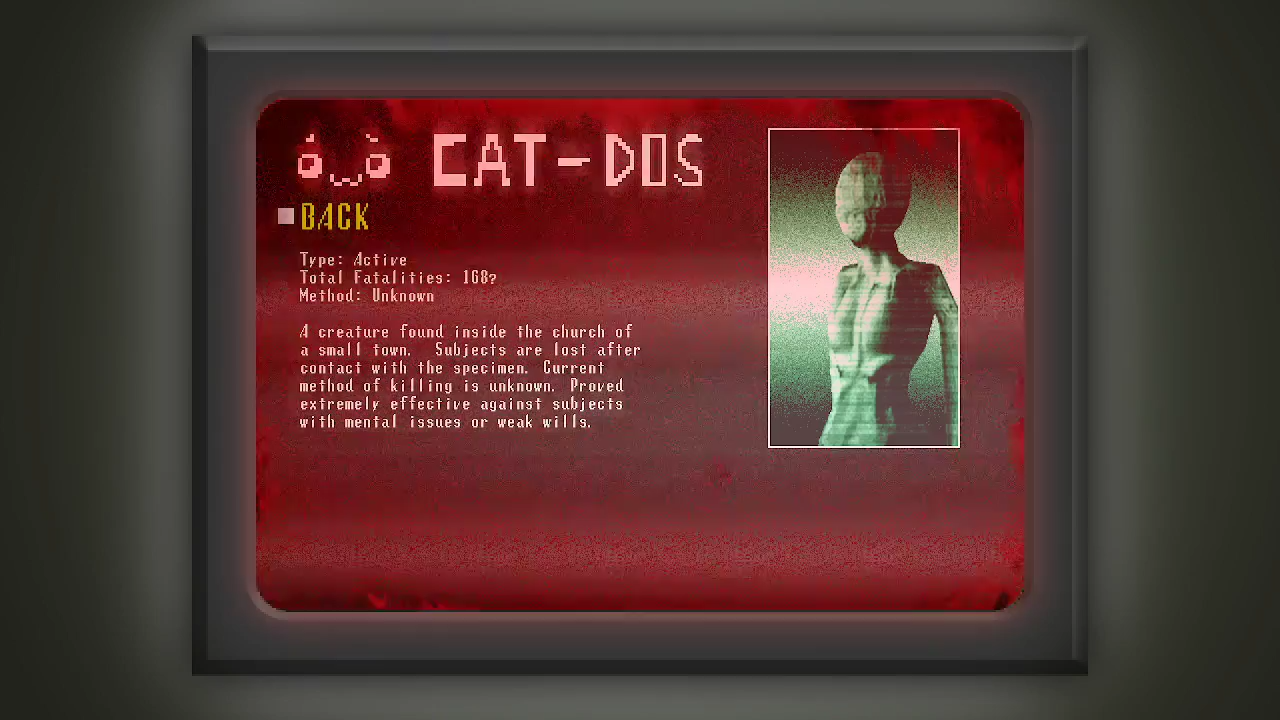 CAT-DOS
BACK
Type: Active
Total Fatalities: 168?
Method: Unknown
A creature found inside the church of
a small town. Subjects are lost after
contact with the specimen. Current
method of killing is unknown. Proved
extremely effective against subjects
with mental issues or weak wills.